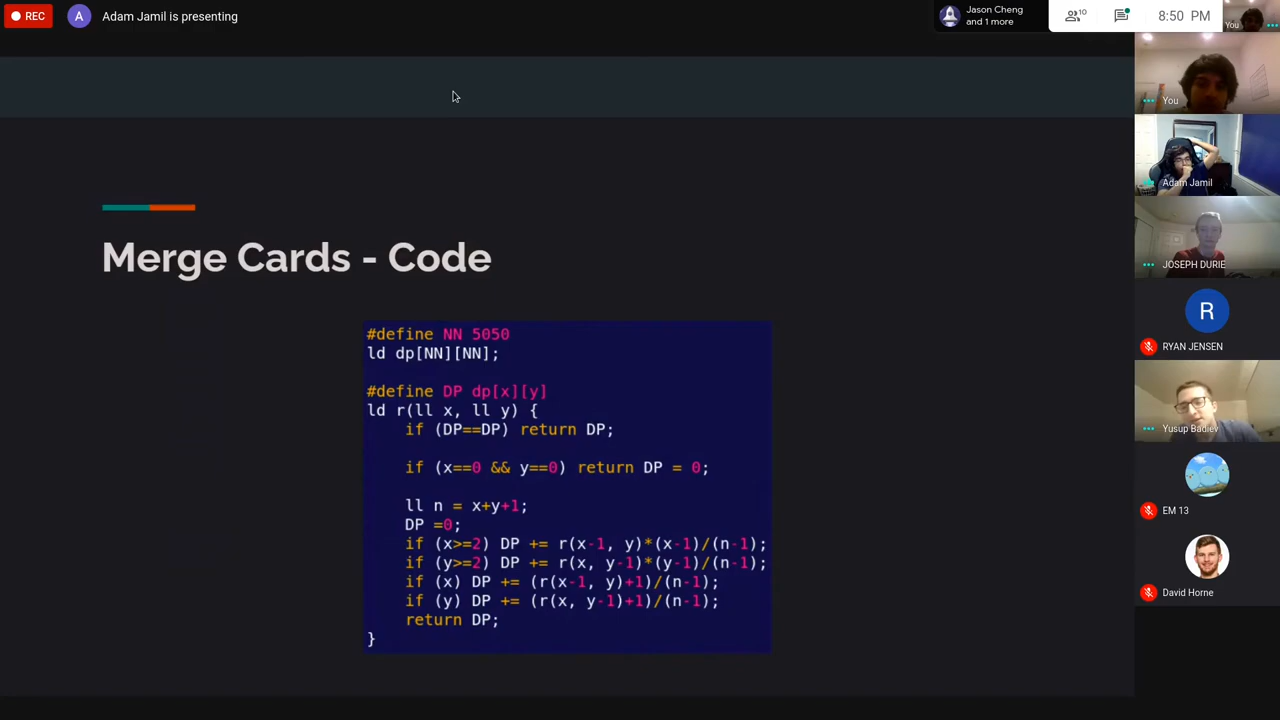 REC
A
Adam Jamil is presenting
Jason Cheng
and 1 more
10
8:50 PM
You
You
Adam Jamil
JOSEPH DURIE
R
RYAN JENSEN
Yusup Badiev
EM 13
David Horne
Merge Cards - Code
#define NN 5050
ld dp[NN][NN];
#define DP dp[x][y]
ld r(ll x, ll y) {
if (DP==DP) return DP;
if (x==0 && y==0) return DP = 0;
ll n = x+y+1;
DP =0;
if (x>=2) DP += r(x-1, y)*(x-1)/(n-1);
if (y>=2) DP += r(x, y-1)*(y-1)/(n-1);
if (x) DP += (r(x-1, y)+1)/(n-1);
if (y) DP += (r(x, y-1)+1)/(n-1);
return DP;
}